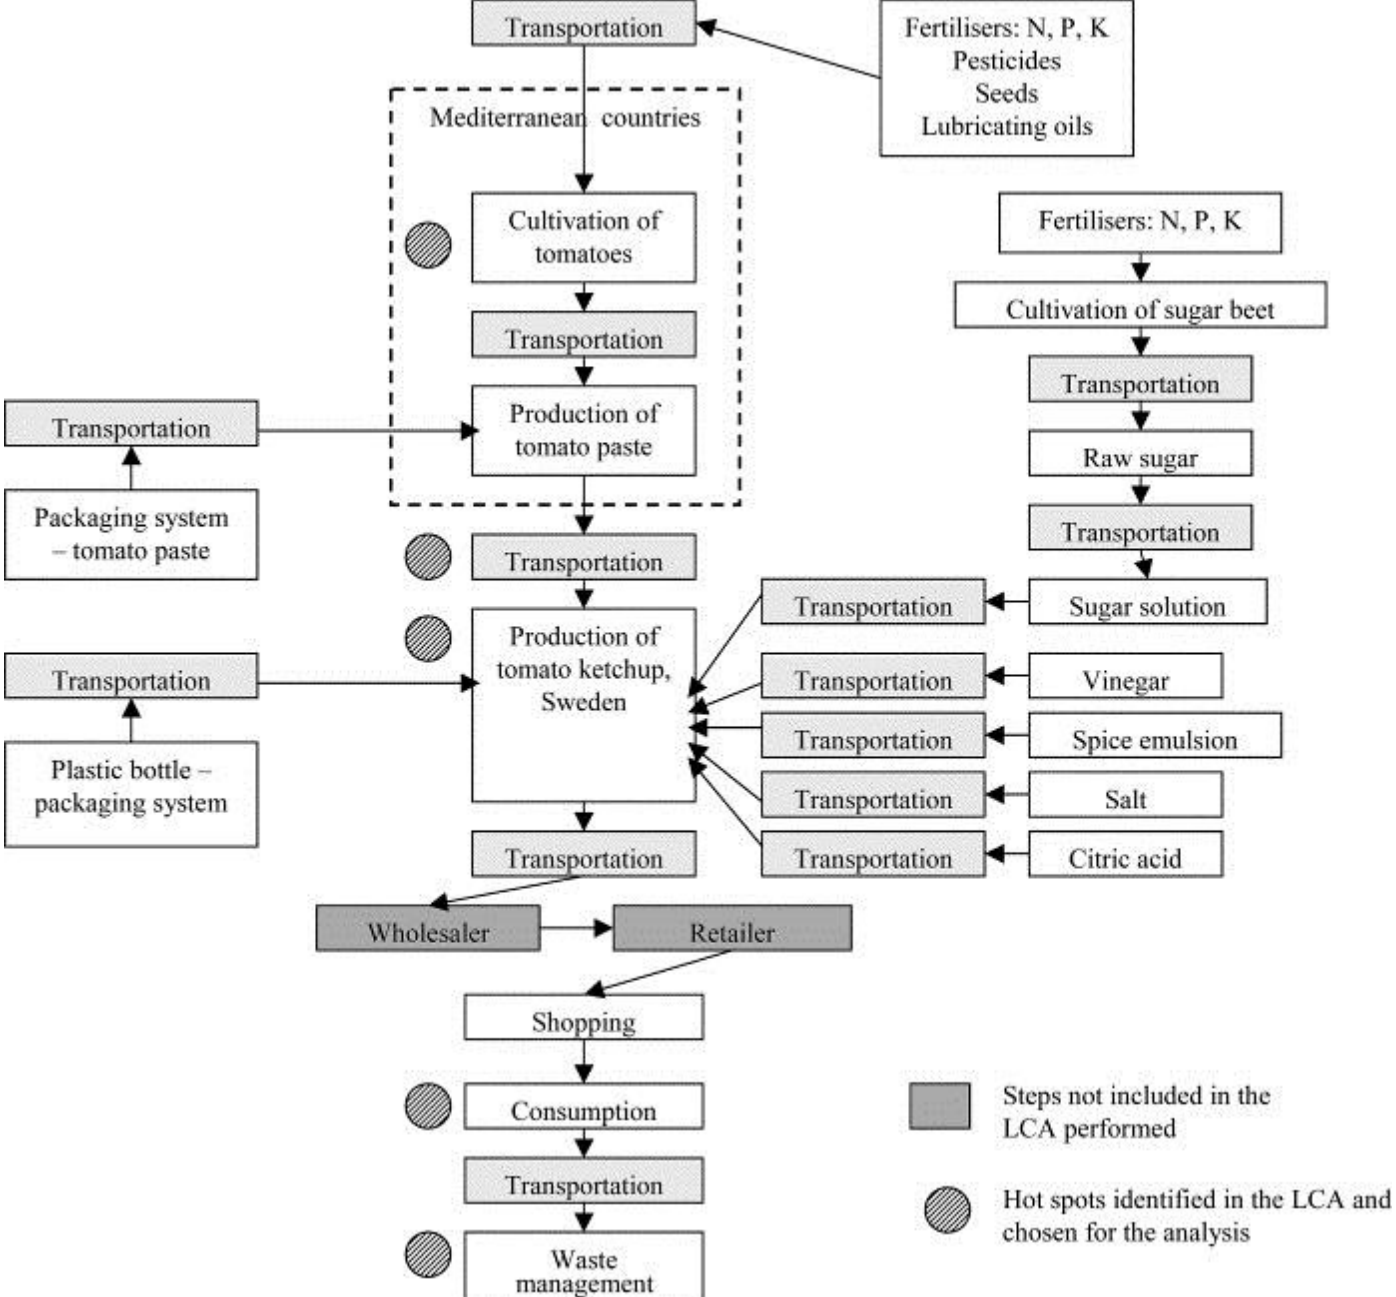 Transportation
Fertilisers: N, P, K
Pesticides
Seeds
Lubricating oils
Mediterranean countries
Cultivation of
tomatoes
Transportation
Production of
tomato paste
Transportation
Packaging system
– tomato paste
Fertilisers: N, P, K
Cultivation of sugar beet
Transportation
Raw sugar
Transportation
Sugar solution
Transportation
Transportation
Production of
tomato ketchup,
Sweden
Transportation
Plastic bottle –
packaging system
Transportation
Vinegar
Transportation
Spice emulsion
Transportation
Salt
Transportation
Citric acid
Transportation
Wholesaler
Retailer
Shopping
Consumption
Transportation
Waste
management
Steps not included in the
LCA performed
Hot spots identified in the LCA and
chosen for the analysis